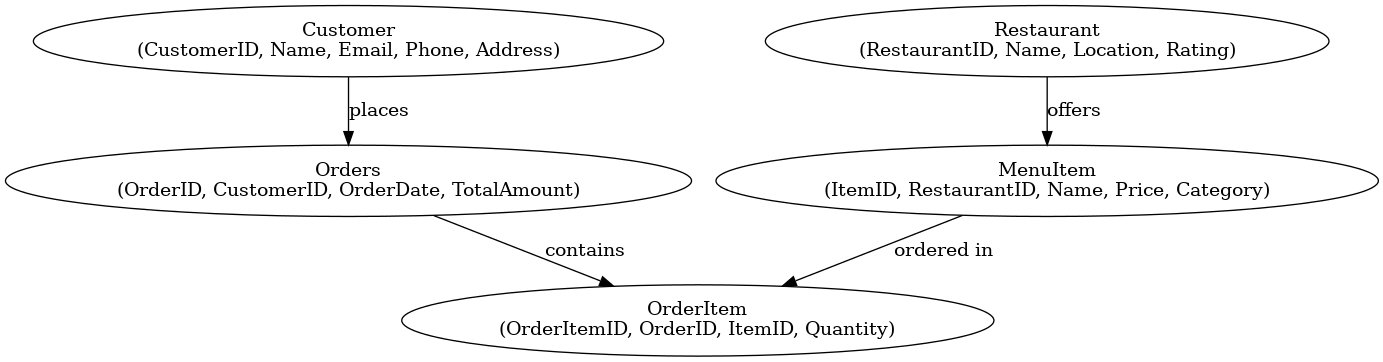 Customer
(CustomerID, Name, Email, Phone, Address)
Restaurant
(RestaurantID, Name, Location, Rating)
places
offers
Orders
(OrderID, CustomerID, OrderDate, TotalAmount)
MenuItem
(ItemID, RestaurantID, Name, Price, Category)
contains
ordered in
OrderItem
(OrderItemID, OrderID, ItemID, Quantity)